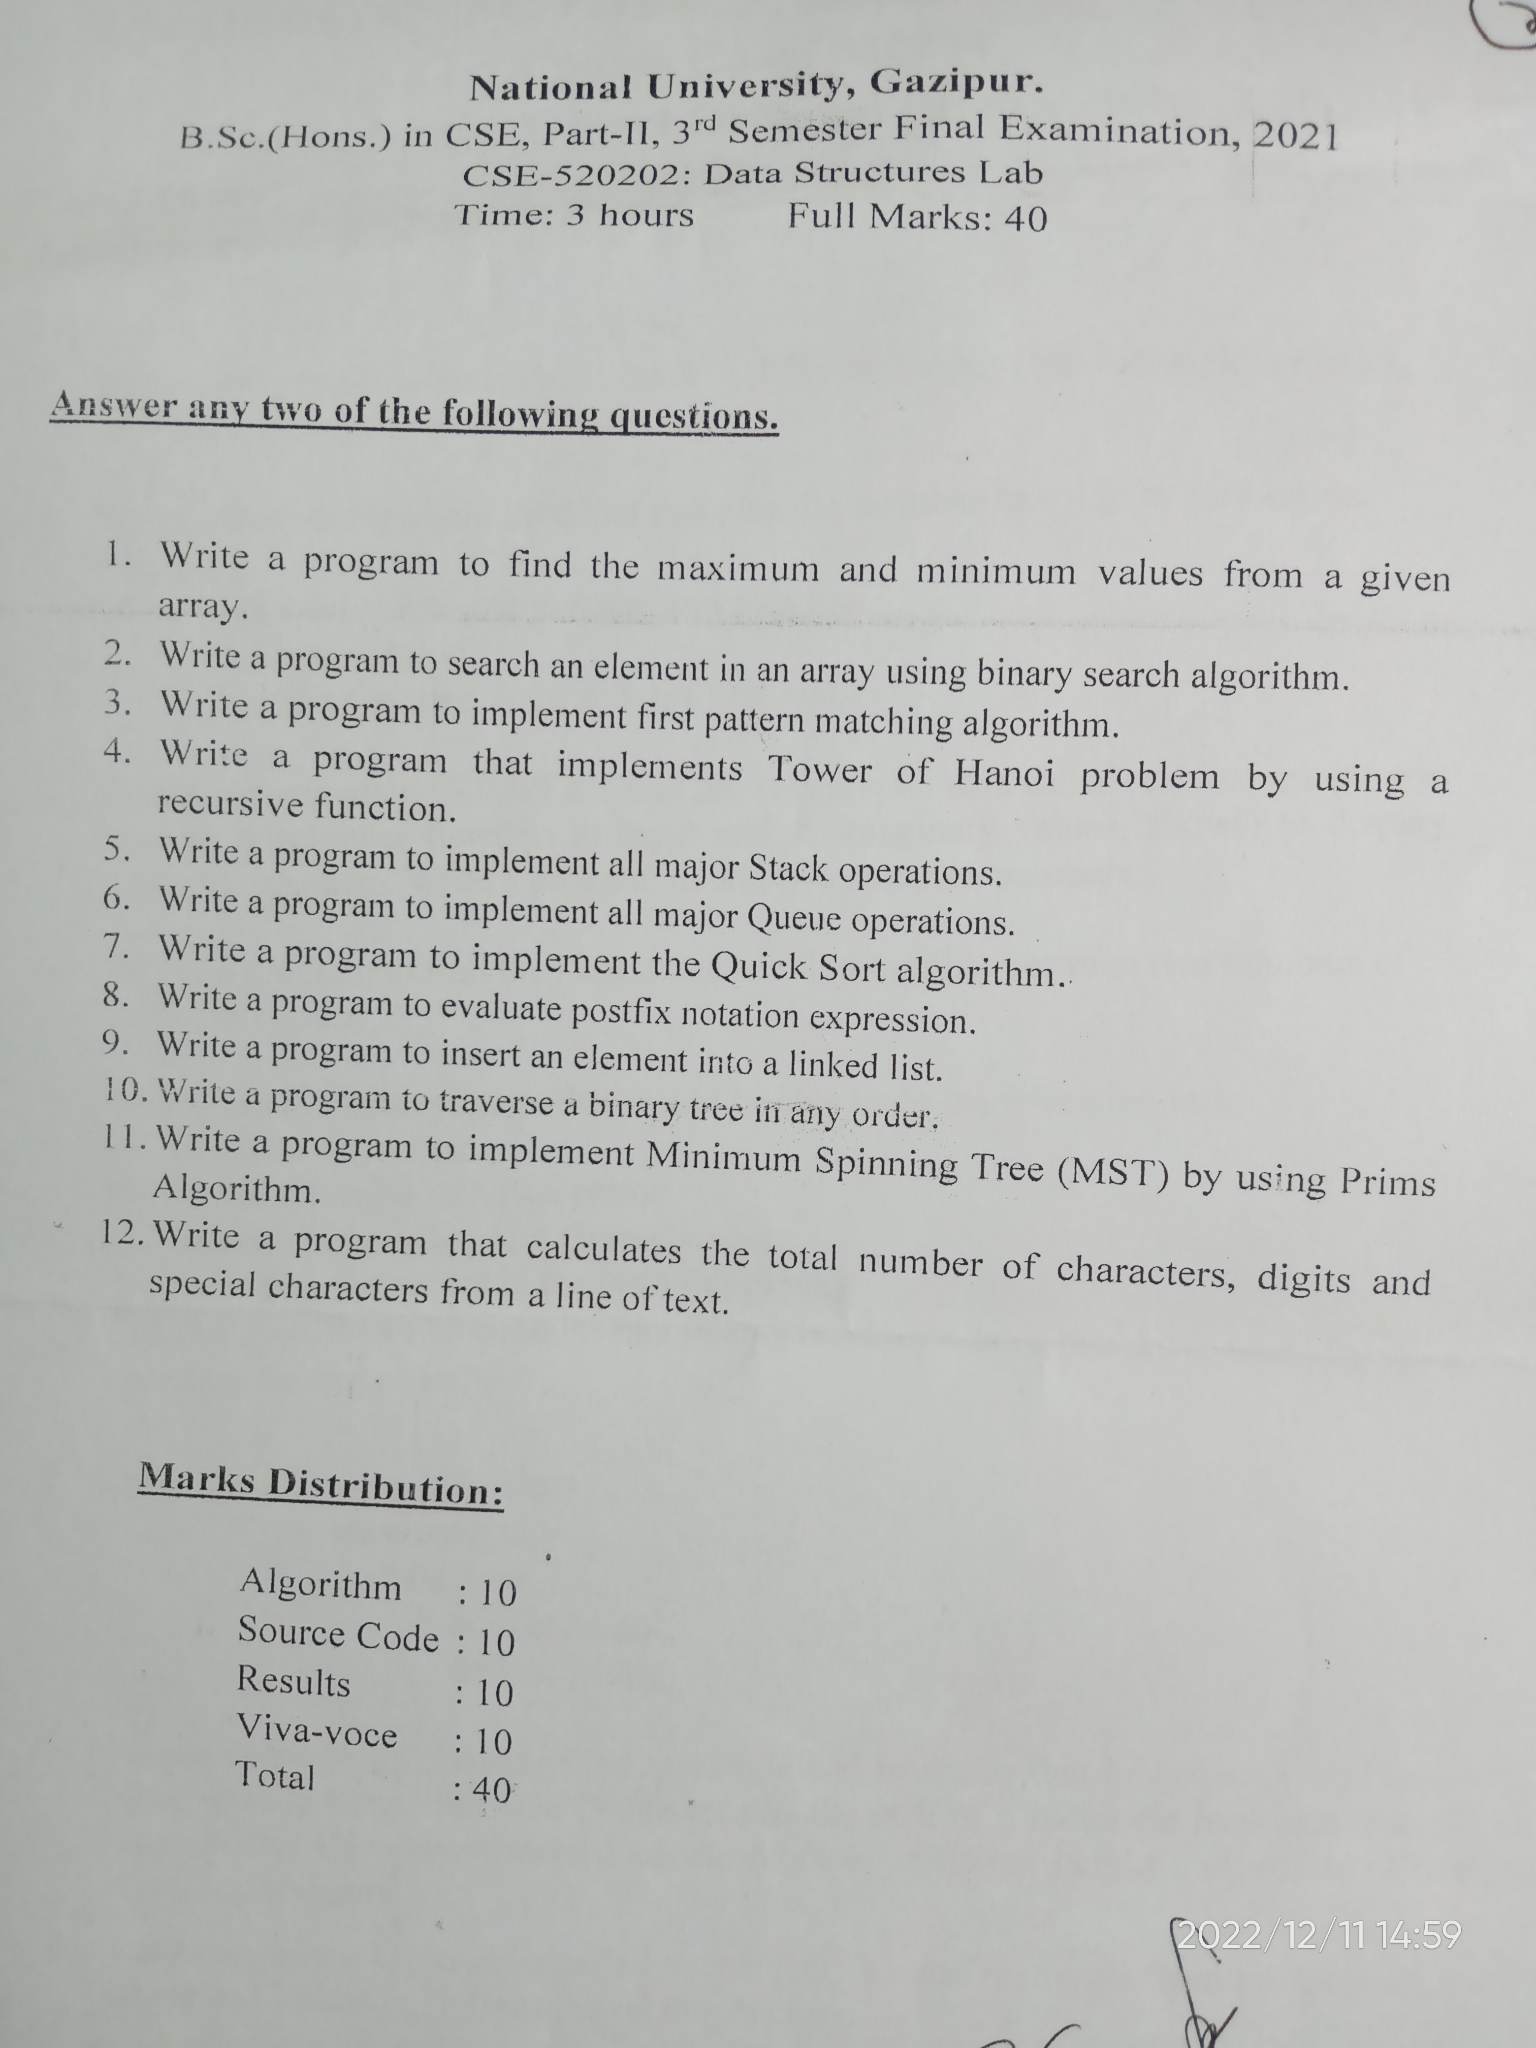 National University, Gazipur.
B.Sc.(Hons.) in CSE, Part-II, 3rd Semester Final Examination, 2021
CSE-520202: Data Structures Lab
Time: 3 hours Full Marks: 40
Answer any two of the following questions.
1. Write a program to find the maximum and minimum values from a given
array.
2. Write a program to search an element in an array using binary search algorithm.
3. Write a program to implement first pattern matching algorithm.
4. Write a program that implements Tower of Hanoi problem by using a
recursive function.
5. Write a program to implement all major Stack operations.
6. Write a program to implement all major Queue operations.
7. Write a program to implement the Quick Sort algorithm..
8. Write a program to evaluate postfix notation expression.
9. Write a program to insert an element into a linked list.
10. Write a program to traverse a binary tree in any order.
11. Write a program to implement Minimum Spinning Tree (MST) by using Prims
Algorithm.
12. Write a program that calculates the total number of characters, digits and
special characters from a line of text.
Marks Distribution:
Algorithm : 10
Source Code : 10
Results : 10
Viva-voce : 10
Total : 40
2022/12/11 14:59